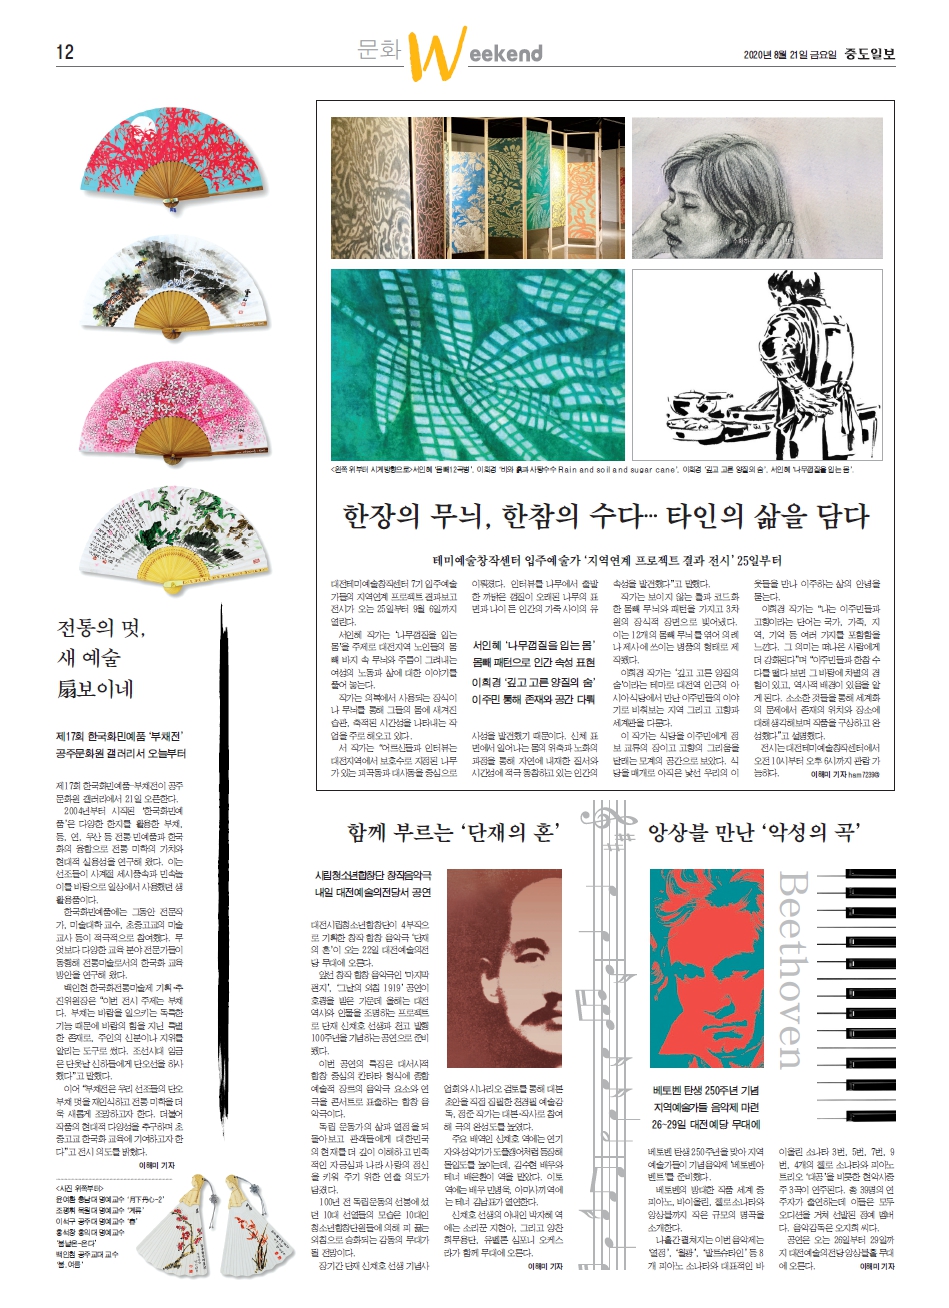 12
문화 Weekend
2020년 8월 21일 금요일 중도일보
<왼쪽 위부터 시계방향으로> 서인혜 '몸빼12곡병', 이희경 '비와 흙과 사탕수수 Rain and soil and sugar cane', 이희경 '깊고 고른 양질의 숨', 서인혜 '나무껍질을 입는 몸'.
한장의 무늬, 한참의 수다… 타인의 삶을 담다
테미예술창작센터 입주예술가 '지역연계 프로젝트 결과 전시' 25일부터
대전테미예술창작센터 7기 입주예술
가들의 지역연계 프로젝트 결과보고
전시가 오는 25일부터 9월 6일까지
열린다.
서인혜 작가는 '나무껍질을 입는
몸'을 주제로 대전지역 노인들의 몸
빼 바지 속 무늬와 주름이 그려내는
여성의 노동과 삶에 대한 이야기를
풀어 놓는다.
작가는 의복에서 사용되는 장식이
나 무늬를 통해 그들의 몸에 새겨진
습관, 축적된 시간성을 나타내는 작
업을 주로 해오고 있다.
서 작가는 "어르신들과 인터뷰는
대전지역에서 보호수로 지정된 나무
가 있는 괴곡동과 대사동을 중심으로
이뤄졌다. 인터뷰를 나무에서 출발
한 까닭은 껍질이 오래된 나무의 표
면과 나이 든 인간의 가죽 사이의 유
서인혜 '나무껍질을 입는 몸'
몸빼 패턴으로 인간 속성 표현
이희경 '깊고 고른 양질의 숨'
이주민 통해 존재와 공간 다뤄
사성을 발견했기 때문이다. 신체 표
면에서 일어나는 몸의 위축과 노화의
과정을 통해 자연에 내재한 질서와
시간성에 적극 동참하고 있는 인간의
속성을 발견했다"고 말했다.
작가는 보이지 않는 틀과 코드화
한 몸빼 무늬와 패턴을 가지고 3차
원의 장식적 장면으로 빚어냈다.
이는 12개의 몸빼 무늬를 엮어 의례
나 제사에 쓰이는 병풍의 형태로 제
작됐다.
이희경 작가는 '깊고 고른 양질의
숨'이라는 테마로 대전역 인근의 아
시아 식당에서 만난 이주민들의 이야
기로 비춰보는 지역 그리고 고향과
세계관을 다룬다.
이 작가는 식당을 이주민에게 정
보 교류의 장이고 고향의 그리움을
달래는 모계의 공간으로 보았다. 식
당을 매개로 아직은 낯선 우리의 이
웃들을 만나 이주하는 삶의 안녕을
묻는다.
이희경 작가는 "나는 이주민들과
고향이라는 단어는 국가, 가족, 지
역, 기억 등 여러 가지를 포함함을
느낀다. 그 의미는 떠나온 사람에게
더 강화된다"며 "이주민들과 한참 수
다를 떨다 보면 그 바탕에 차별의 경
험이 있고, 역사적 배경이 있음을 알
게 된다. 소소한 것들을 통해 세계화
의 문제에서 존재의 위치와 장소에
대해 생각해보며 작품을 구상하고 완
성했다"고 설명했다.
전시는 대전테미예술창작센터에서
오전 10시부터 오후 6시까지 관람 가
능하다. 이해미 기자 ham7239@
전통의 멋,
새 예술
扇보이네
제17회 한국화민예품 '부채전'
공주문화원 갤러리서 오늘부터
제17회 한국화민예품-부채전이 공주
문화원 갤러리에서 21일 오픈한다.
2004년부터 시작된 '한국화민예
품'은 다양한 한지를 활용한 부채,
등, 연, 우산 등 전통 민예품과 한국
화의 융합으로 전통 미학의 가치와
현대적 실용성을 연구해 왔다. 이는
선조들이 사계절 세시풍속과 민속놀
이를 바탕으로 일상에서 사용했던 생
활용품이다.
한국화민예품에는 그동안 전문작
가, 미술대학 교수, 초중고교의 미술
교사 등이 적극적으로 참여했다. 무
엇보다 다양한 교육 분야 전문가들이
동행해 전통미술로서의 한국화 교육
방안을 연구해 왔다.
백인현 한국화전통미술제 기획·추
진위원장은 "이번 전시 주제는 부채
다. 부채는 바람을 일으키는 독특한
기능 때문에 바람의 힘을 지닌 특별
한 존재로, 주인의 신분이나 지위를
알리는 도구로 썼다. 조선시대 임금
은 단옷날 신하들에게 단오선을 하사
했다"고 말했다.
이어 "부채전은 우리 선조들의 단오
부채 멋을 재인식하고 전통 미학을 더
욱 새롭게 조망하고자 한다. 더불어
작품의 현대적 다양성을 추구하며 초
중고교 한국화 교육에 기여하고자 한
다"고 전시 의도를 밝혔다.
이해미 기자
<사진 위쪽부터>
윤여환 충남대 명예교수 '月下丹心-2'
조평휘 목원대 명예교수 '계류'
이석구 공주대 명예교수 '春'
홍석창 홍익대 명예교수
'봄날은~온다'
백인현 공주교대 교수
'봄, 여름'
함께 부르는 '단재의 혼'
시립청소년합창단 창작음악극
내일 대전예술의전당서 공연
대전시립청소년합창단이 4부작으
로 기획한 창작 합창 음악극 '단재
의 혼'이 오는 22일 대전예술의전
당 무대에 오른다.
앞선 창작 합창 음악극인 '마지막
편지', '그날의 외침 1919' 공연이
호평을 받은 가운데 올해는 대전
역사와 인물을 조명하는 프로젝트
로 단재 신채호 선생과 천고 발행
100주년을 기념하는 공연으로 준비
됐다.
이번 공연의 특징은 대서사적
합창 중심의 칸타타 형식에 종합
예술적 장르의 음악극 요소와 연
극을 콘서트로 표출하는 합창 음
악극이다.
독립 운동가의 삶과 열정을 되
돌아보고 관객들에게 대한민국
의 현재를 더 깊이 이해하고 민족
적인 자긍심과 나라 사랑의 정신
을 키워 주기 위한 연출 의도가
담겼다.
100년 전 독립운동의 선봉에 섰
던 10대 선열들의 모습은 10대인
청소년합창단원들에 의해 피 끓는
외침으로 승화되는 감동의 무대가
될 전망이다.
장기간 단재 신채호 선생 기념사
업회와 시나리오 검토를 통해 대본
초안을 직접 집필한 천경필 예술감
독, 정준 작가는 대본·작사로 참여
해 극의 완성도를 높였다.
주요 배역인 신채호 역에는 연기
자와 성악가가 도플갱어처럼 등장해
몰입도를 높이는데, 김수현 배우와
테너 배은환이 역을 맡았다. 이토
역에는 배우 민병욱, 아마시끼 역에
는 테너 김남표가 열연한다.
신채호 선생의 아내인 박자혜 역
에는 소리꾼 지현아, 그리고 양찬
희무용단, 유벨톤 심포니 오케스
라가 함께 무대에 오른다.
이해미 기자
앙상블 만난 '악성의 곡'
Beethoven
베토벤 탄생 250주년 기념
지역예술가들 음악제 마련
26~29일 대전예당 무대에
베토벤 탄생 250주년을 맞아 지역
예술가들이 기념음악제 '베토벤아
벤트'를 준비했다.
베토벤의 방대한 작품 세계 중
피아노, 바이올린, 첼로 소나타와
앙상블까지 작은 규모의 명곡을
소개한다.
나흘간 펼쳐지는 이번 음악제는
'열정', '월광', '발트슈타인' 등 8
개 피아노 소나타와 대표적인 바
이올린 소나타 3번, 5번, 7번, 9
번, 4개의 첼로 소나타와 피아노
트리오 '대공'을 비롯한 현악사중
주 3곡이 연주된다. 총 39명의 연
주자가 출연하는데 이들은 모두
오디션을 거쳐 선발된 정예 멤버
다. 음악감독은 오지희 씨다.
공연은 오는 26일부터 29일까
지 대전예술의전당 앙상블홀 무대
에 오른다. 이해미 기자